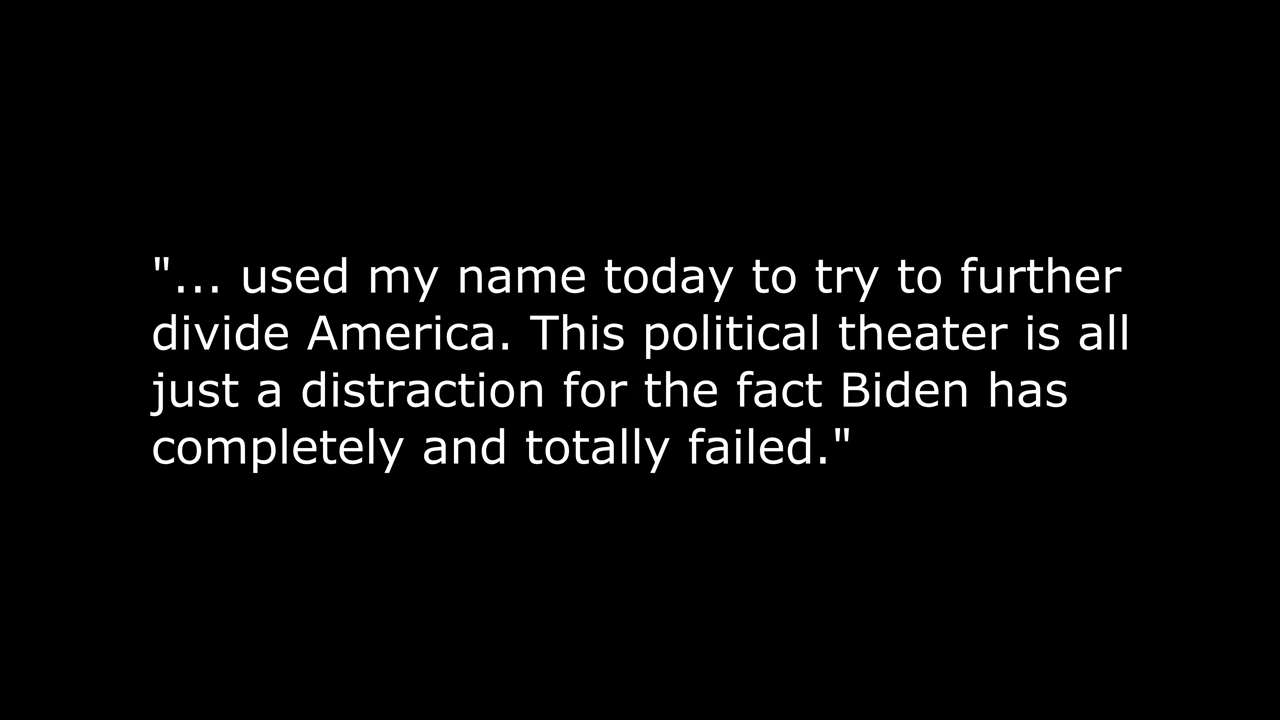 "... used my name today to try to further
divide America. This political theater is all
just a distraction for the fact Biden has
completely and totally failed."